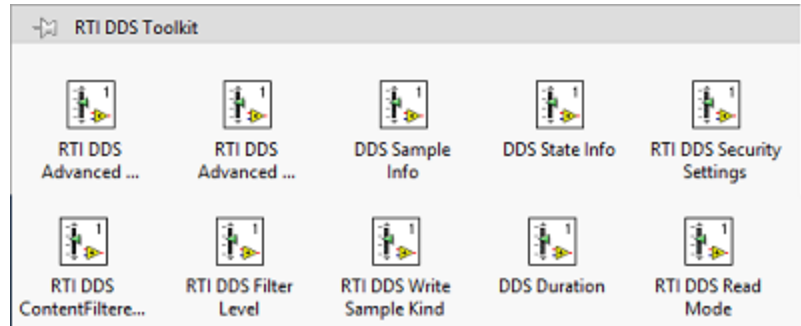 RTI DDS Toolkit
1 1 1 1 1
RTI DDS RTI DDS DDS Sample DDS State Info RTI DDS Security
Advanced ... Advanced ... Info Settings
1 1 1 1 1
RTI DDS RTI DDS Filter RTI DDS Write DDS Duration RTI DDS Read
ContentFiltere... Level Sample Kind Mode